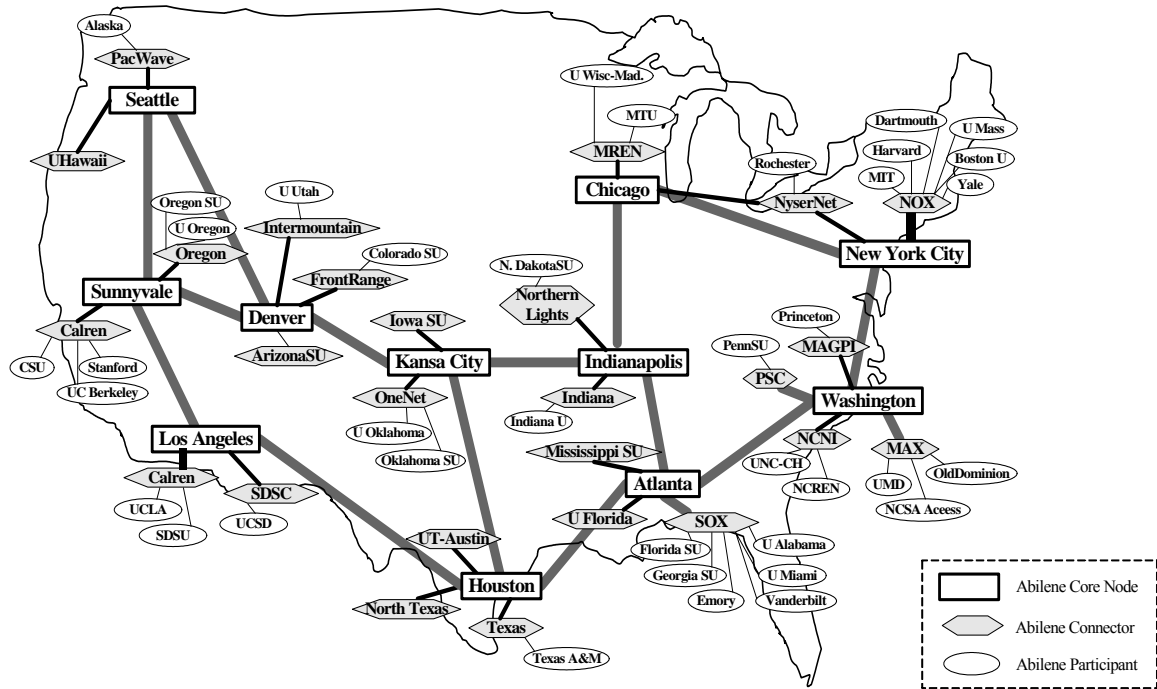 Alaska
PacWave
Seattle
UHawaii
U Wisc-Mad.
MTU
MREN
Chicago
Rochester
NyserNet
Dartmouth
U Mass
Harvard
Boston U
MIT
Yale
NOX
New York City
Oregon SU
U Oregon
Oregon
Sunnyvale
U Utah
Intermountain
Colorado SU
FrontRange
Denver
ArizonaSU
Calren
CSU
Stanford
UC Berkeley
Iowa SU
Kansa City
OneNet
U Oklahoma
Oklahoma SU
N. DakotaSU
Northern
Lights
Indianapolis
Indiana
Indiana U
Princeton
MAGPI
PennSU
PSC
Washington
NCNI
UNC-CH
NCREN
MAX
OldDominion
UMD
NCSA Aceess
Los Angeles
Calren
UCLA
SDSU
SDSC
UCSD
Mississippi SU
Atlanta
U Florida
SOX
Florida SU
U Alabama
Georgia SU
U Miami
Emory
Vanderbilt
UT-Austin
Houston
North Texas
Texas
Texas A&M
Abilene Core Node
Abilene Connector
Abilene Participant